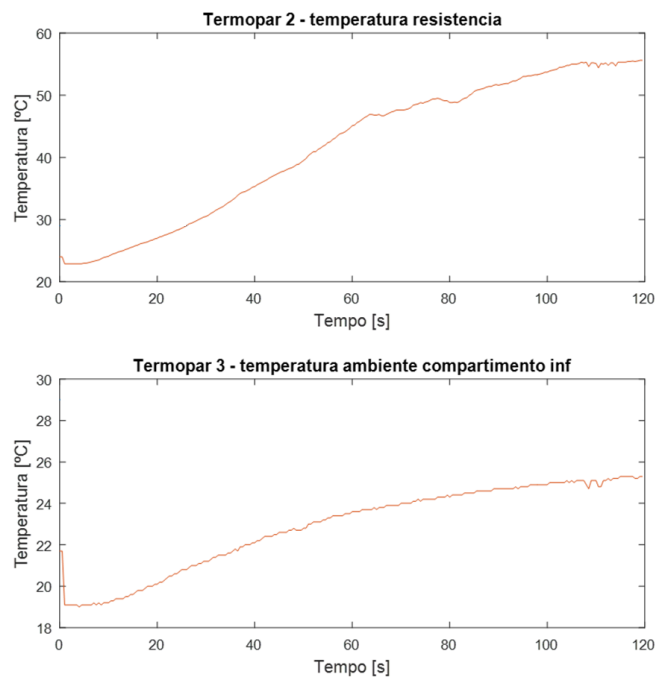 Termopar 2 - temperatura resistencia
60
50
40
30
20
Temperatura [ºC]
0 20 40 60 80 100 120
Tempo [s]
Termopar 3 - temperatura ambiente compartimento inf
30
28
26
24
22
20
18
Temperatura [ºC]
0 20 40 60 80 100 120
Tempo [s]